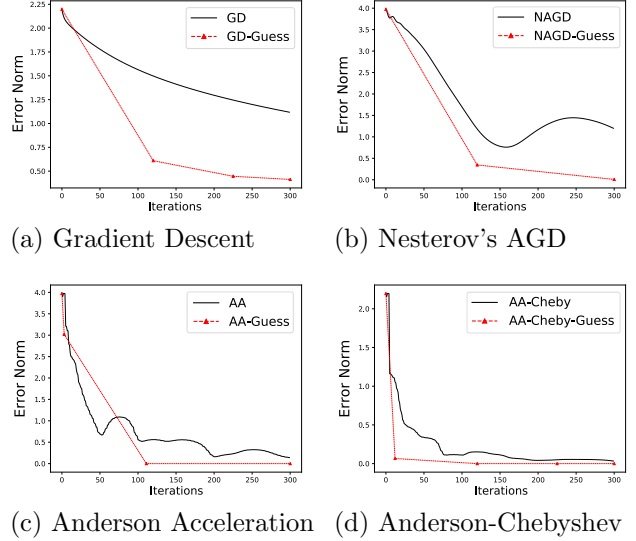 2.25
2.00
1.75
1.50
1.25
1.00
0.75
0.50
Error Norm
GD
GD-Guess
0 50 100 150 200 250 300
Iterations
(a) Gradient Descent
4.0
3.5
3.0
2.5
2.0
1.5
1.0
0.5
0.0
Error Norm
NAGD
NAGD-Guess
0 50 100 150 200 250 300
Iterations
(b) Nesterov's AGD
4.0
3.5
3.0
2.5
2.0
1.5
1.0
0.5
0.0
Error Norm
AA
AA-Guess
0 50 100 150 200 250 300
Iterations
(c) Anderson Acceleration
2.0
1.5
1.0
0.5
0.0
Error Norm
AA-Cheby
AA-Cheby-Guess
0 50 100 150 200 250 300
Iterations
(d) Anderson-Chebyshev